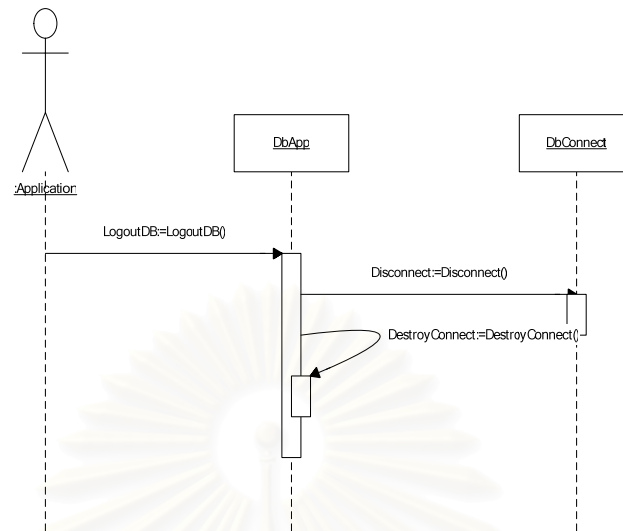 DbApp
DbConnect
:Application
LogoutDB:=LogoutDB()
Disconnect:=Disconnect()
DestroyConnect:=DestroyConnect()